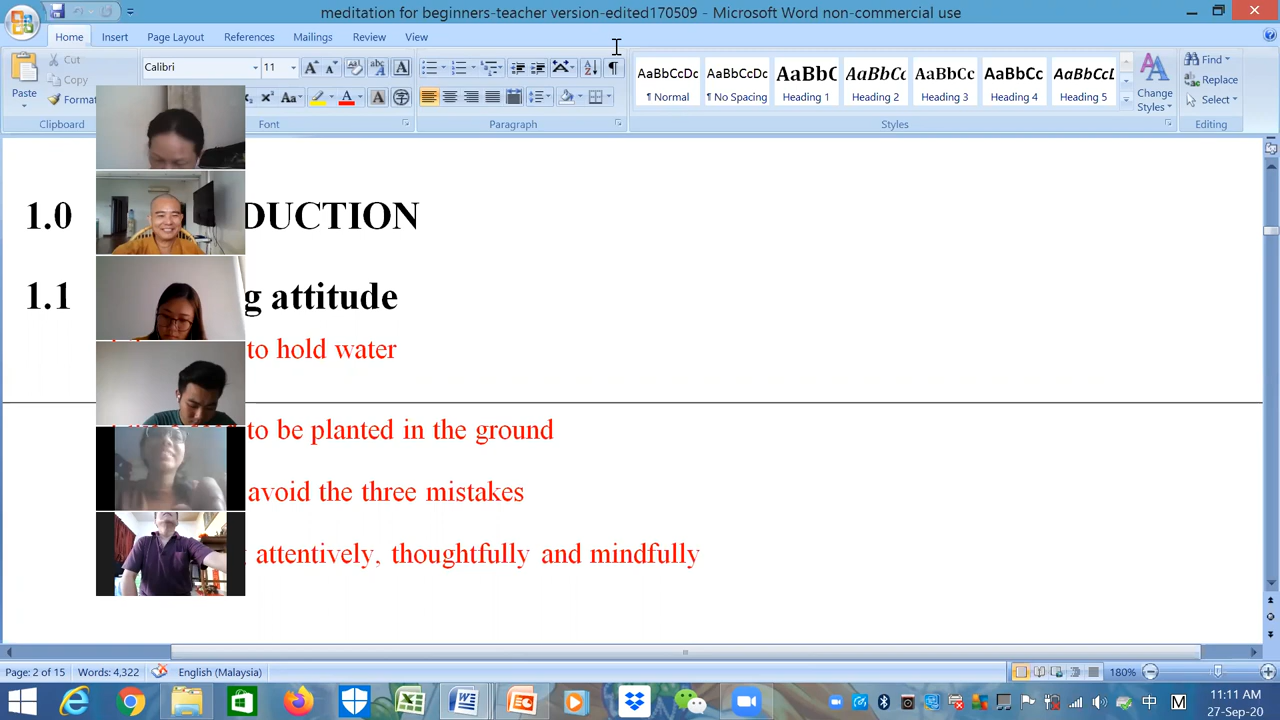 meditation for beginners-teacher version-edited170509 - Microsoft Word non-commercial use
Home Insert Page Layout References Mailings Review View
Paste
Cut
Copy
Format
Clipboard
Calibri 11
Font
Paragraph
AaBbCcDc AaBbCcDc AaBbC AaBbCc AaBbCc AaBbCc AaBbCcL
¶ Normal ¶ No Spacing Heading 1 Heading 2 Heading 3 Heading 4 Heading 5
Change Styles
Styles
Find
Replace
Select
Editing
1.0 DUCTION
1.1 g attitude
to hold water
to be planted in the ground
avoid the three mistakes
attentively, thoughtfully and mindfully
Page: 2 of 15 Words: 4,322 English (Malaysia) 180%
中 M
11:11 AM
27-Sep-20